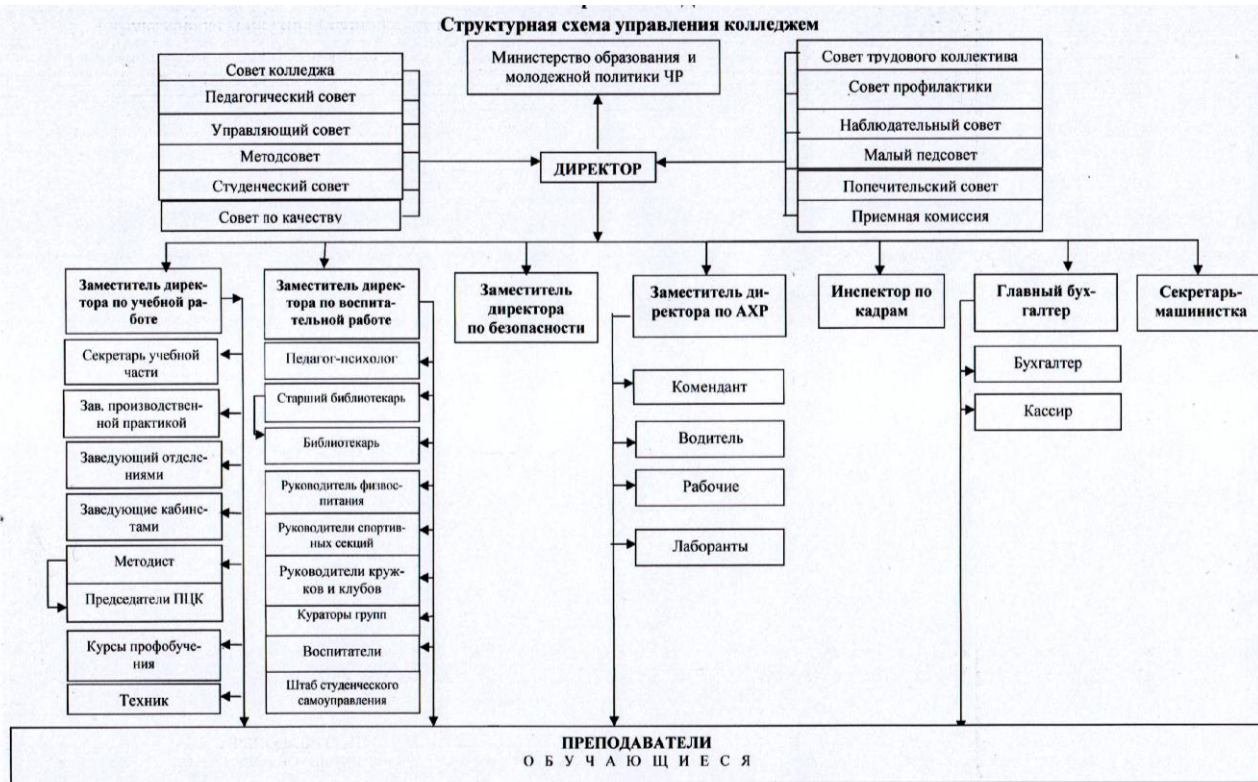 Структурная схема управления колледжем
Министерство образования и
молодежной политики ЧР
Совет колледжа
Педагогический совет
Управляющий совет
Методсовет
Студенческий совет
Совет по качеству
ДИРЕКТОР
Совет трудового коллектива
Совет профилактики
Наблюдательный совет
Малый педсовет
Попечительский совет
Приемная комиссия
Заместитель дирек-
тора по учебной ра-
боте
Секретарь учебной
части
Зав. производствен-
ной практикой
Заведующий отделе-
ниями
Заведующие кабине-
тами
Методист
Председатели ПЦК
Курсы профобуче-
ния
Техник
Заместитель дирек-
тора по воспита-
тельной работе
Педагог-психолог
Старший библиотекарь
Библиотекарь
Руководитель физвос-
питания
Руководители спортив-
ных секций
Руководители круж-
ков и клубов
Кураторы групп
Воспитатели
Штаб студенческого
самоуправления
Заместитель
директора
по безопасности
Заместитель ди-
ректора по АХР
Комендант
Водитель
Рабочие
Лаборанты
Инспектор по
кадрам
Главный бух-
галтер
Бухгалтер
Кассир
Секретарь-
машинистка
ПРЕПОДАВАТЕЛИ
О Б У Ч А Ю Щ И Е С Я